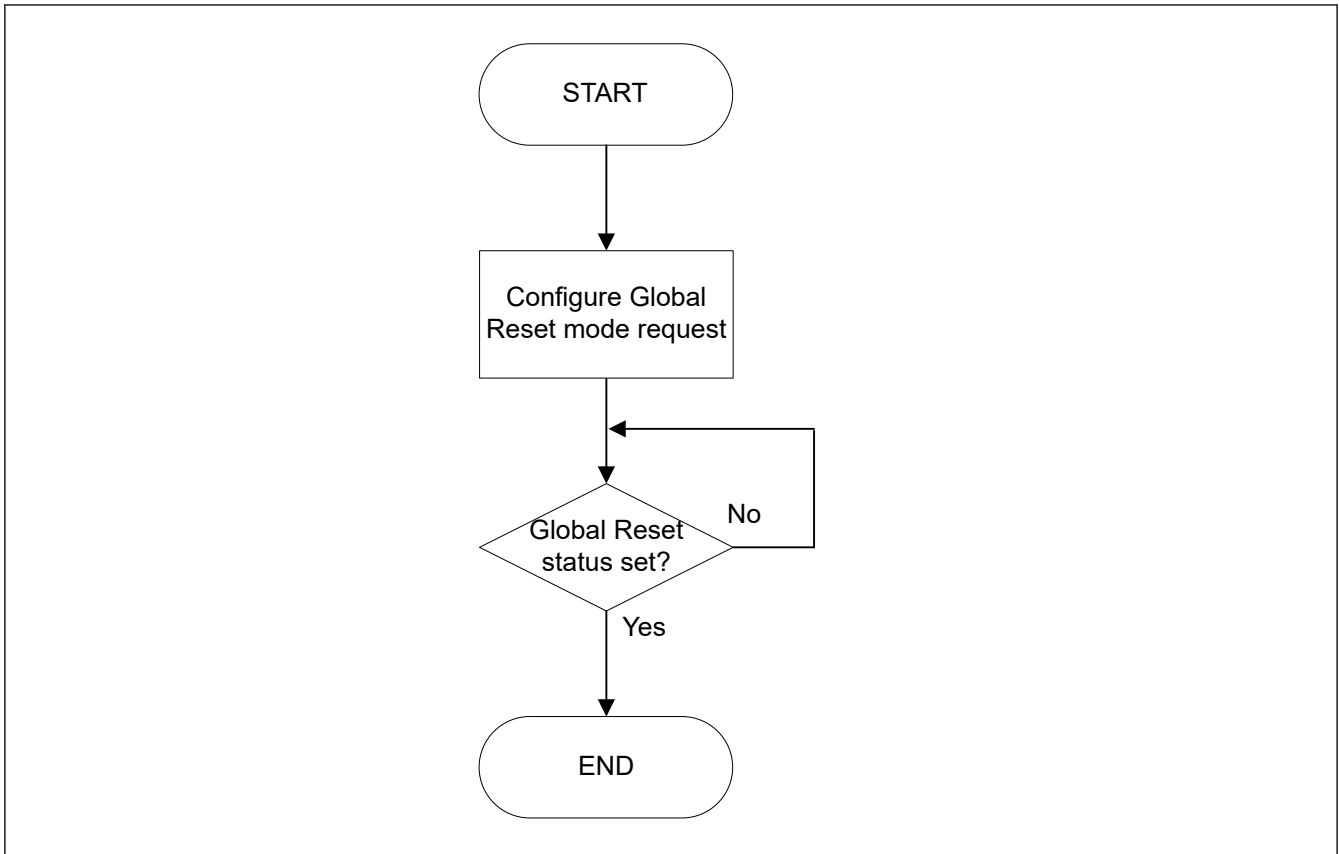 START
Configure Global
Reset mode request
No
Global Reset
status set?
Yes
END